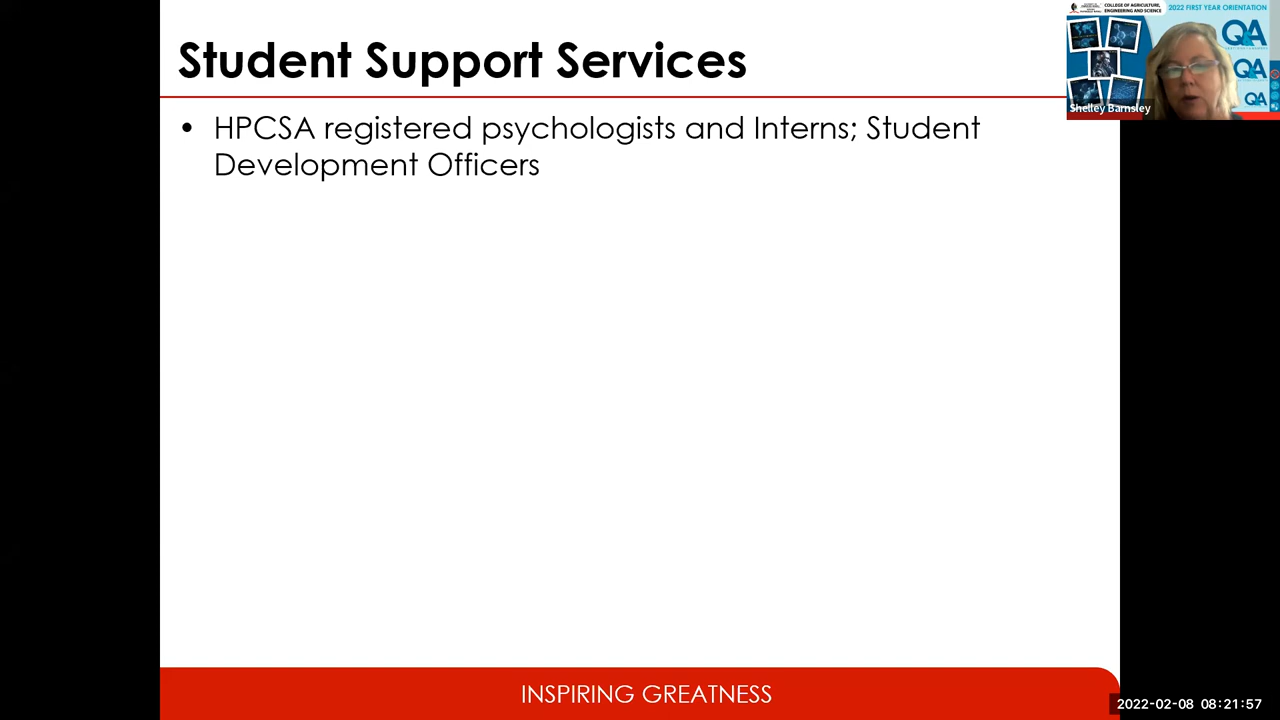 Student Support Services
• HPCSA registered psychologists and Interns; Student
Development Officers
COLLEGE OF AGRICULTURE,
ENGINEERING AND SCIENCE
2022 FIRST YEAR ORIENTATION
QA
QA
QA
Shelley Barnsley
INSPIRING GREATNESS
2022-02-08 08:21:57